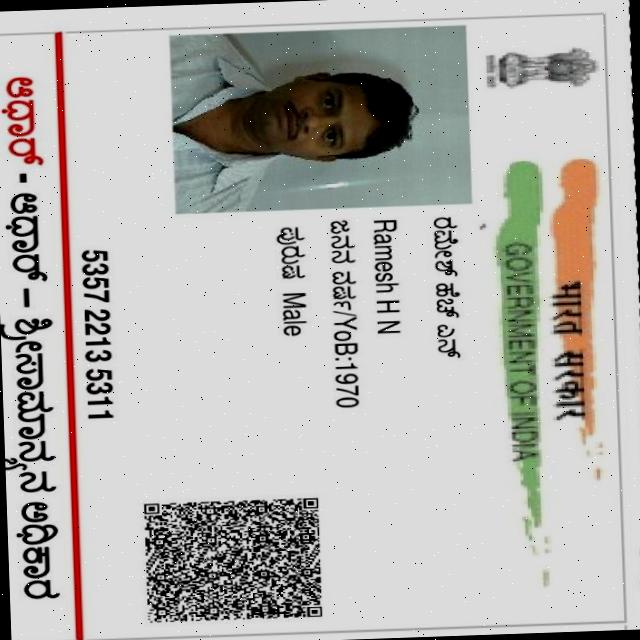 भारत सरकार
GOVERNMENT OF INDIA
ರಮೇಶ್ ಹೆಚ್ ಎನ್
Ramesh H N
ಜನನ ವರ್ಷ/YoB:1970
ಪುರುಷ Male
5357 2213 5311
ಆಧಾರ್ - ಆಧಾರ್ – ಶ್ರೀಸಾಮಾನ್ಯನ ಅಧಿಕಾರ